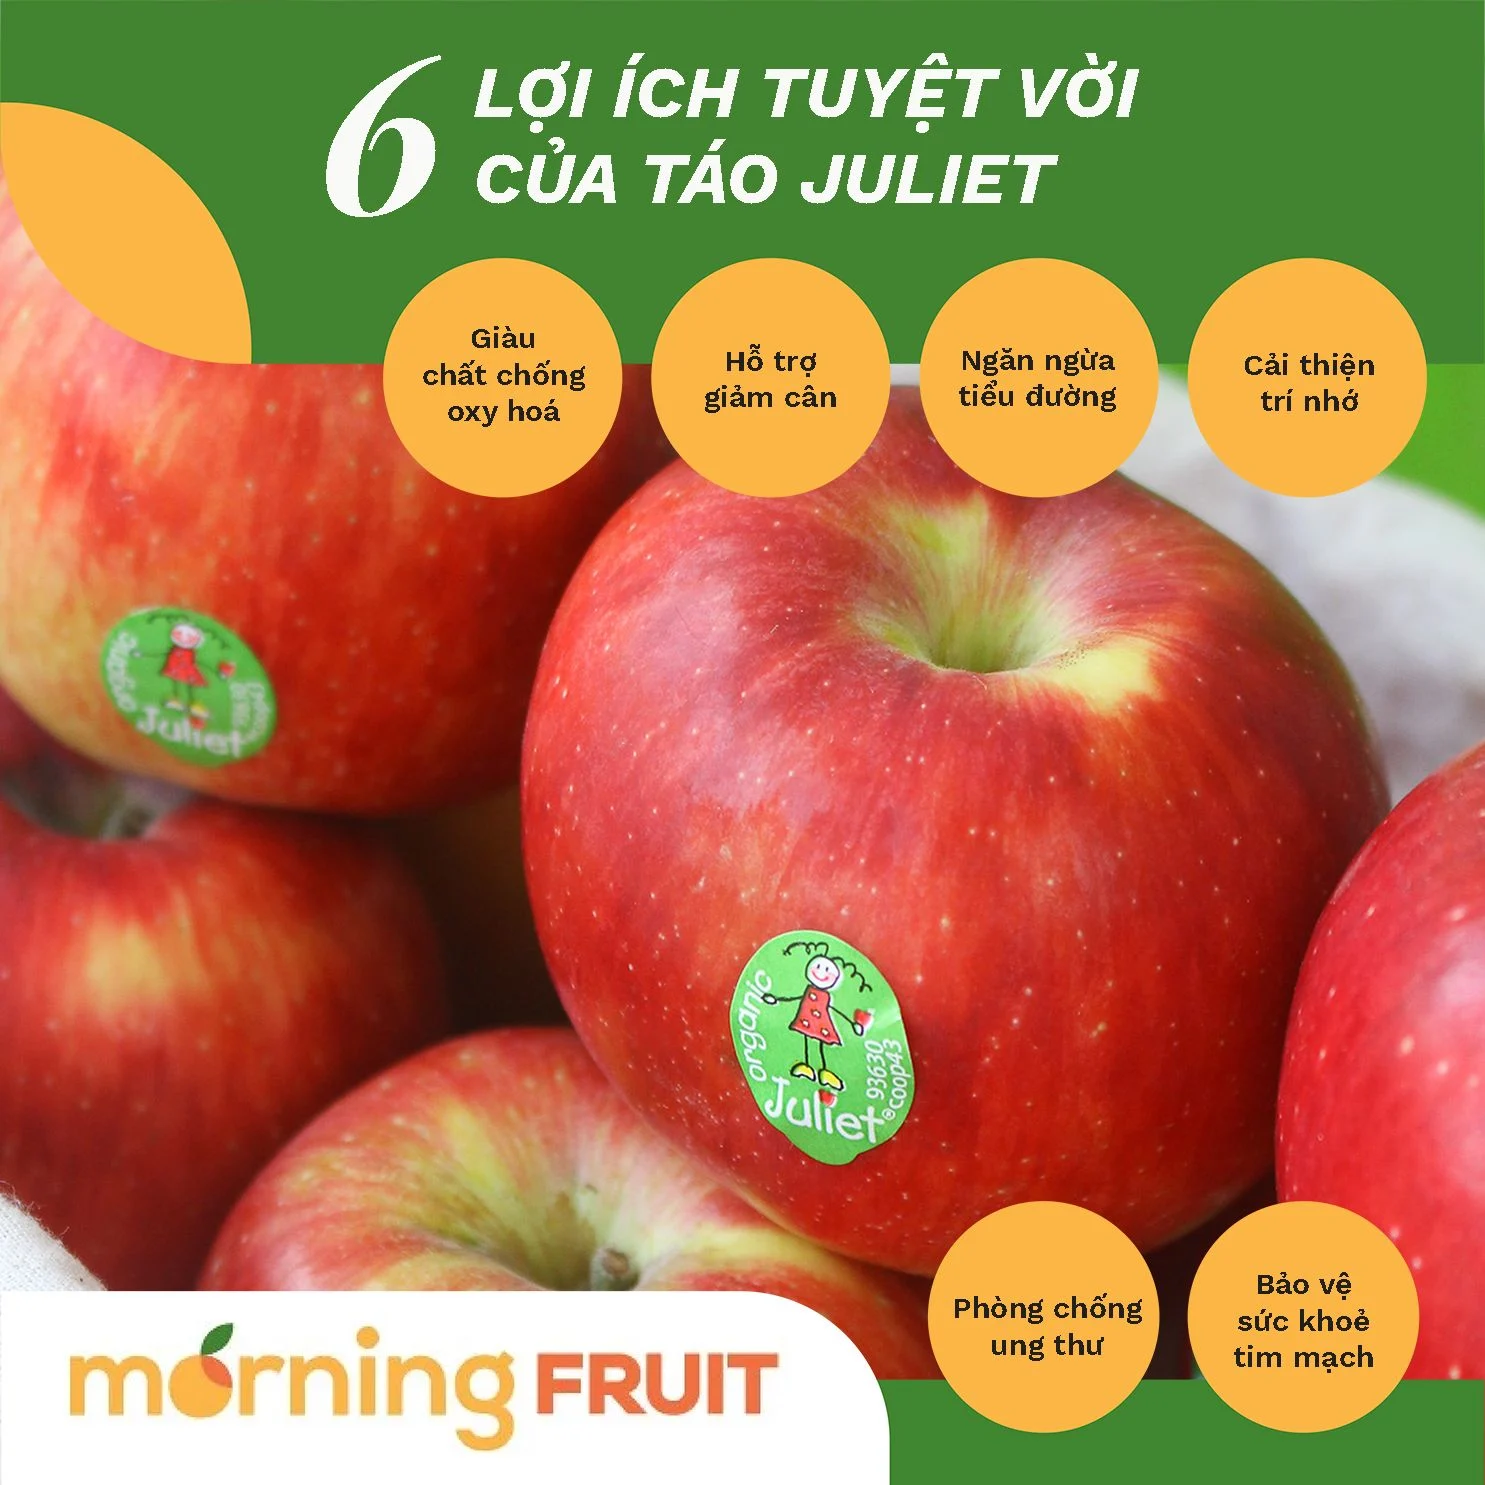 6 LỢI ÍCH TUYỆT VỜI
CỦA TÁO JULIET
Giàu
chất chống
oxy hoá
Hỗ trợ
giảm cân
Ngăn ngừa
tiểu đường
Cải thiện
trí nhớ
organic
Juliet
organic
Juliet
93630
®coop43
Phòng chống
ung thư
Bảo vệ
sức khoẻ
tim mạch
morning FRUIT